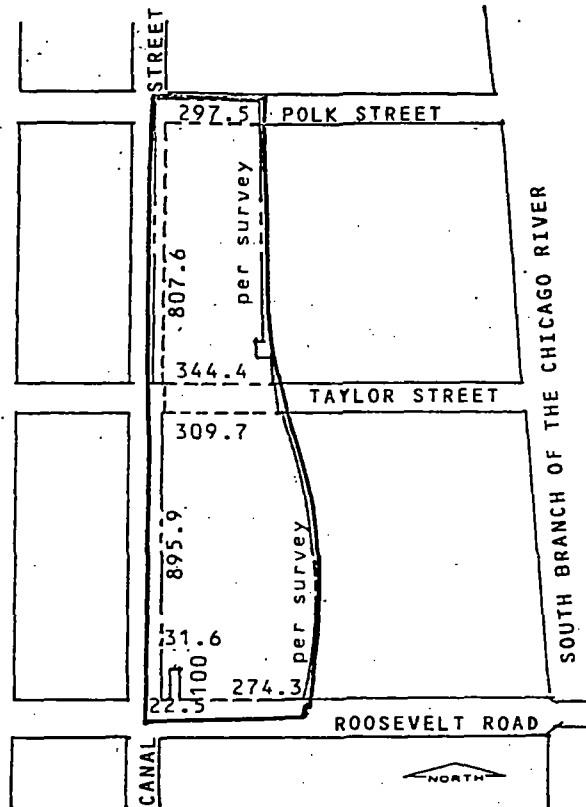 STREET
297.5 POLK STREET
per survey
807.6
344.4
TAYLOR STREET
309.7
SOUTH BRANCH OF THE CHICAGO RIVER
895.9
per survey
31.6
100
274.3
22.5
ROOSEVELT ROAD
CANAL
NORTH